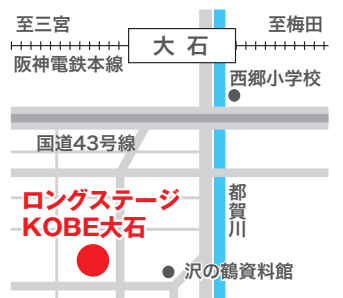 至三宮
至梅田
大石
阪神電鉄本線
西郷小学校
国道43号線
ロングステージ
KOBE大石
都賀川
沢の鶴資料館